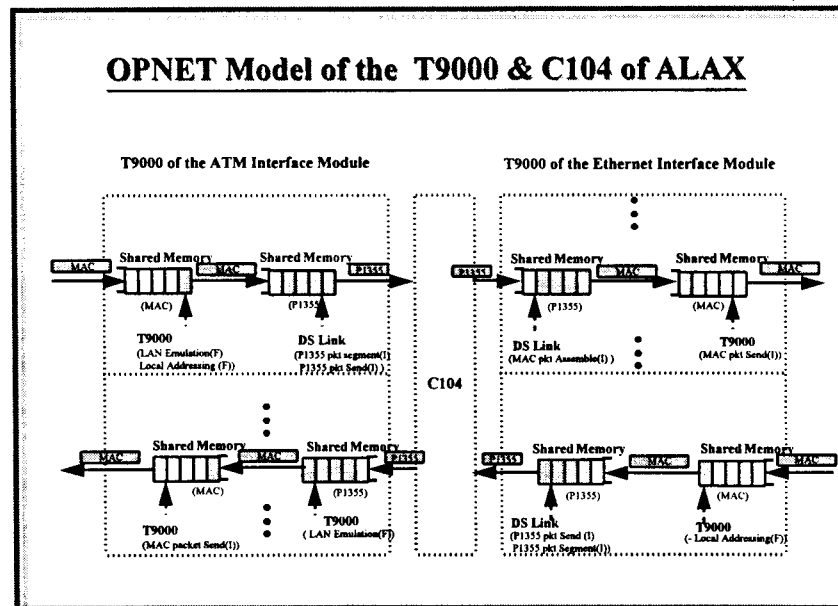 OPNET Model of the T9000 & C104 of ALAX
T9000 of the ATM Interface Module
T9000 of the Ethernet Interface Module
Shared Memory
Shared Memory
Shared Memory
Shared Memory
MAC
MAC
P1355
P1355
MAC
MAC
(MAC)
(P1355)
(P1355)
(MAC)
T9000
(LAN Emulation(F)
Local Addressing (F))
DS Link
(P1355 pkt segment(I)
P1355 pkt Send(I) )
DS Link
(MAC pkt Assemble(I) )
T9000
(MAC pkt Send(I))
C104
Shared Memory
Shared Memory
Shared Memory
Shared Memory
MAC
MAC
P1355
P1355
MAC
MAC
(MAC)
(P1355)
(P1355)
(MAC)
T9000
(MAC packet Send(I))
T9000
( LAN Emulation(F)
DS Link
(P1355 pkt Send (I)
P1355 pkt Segment(I))
T9000
(- Local Addressing(F)